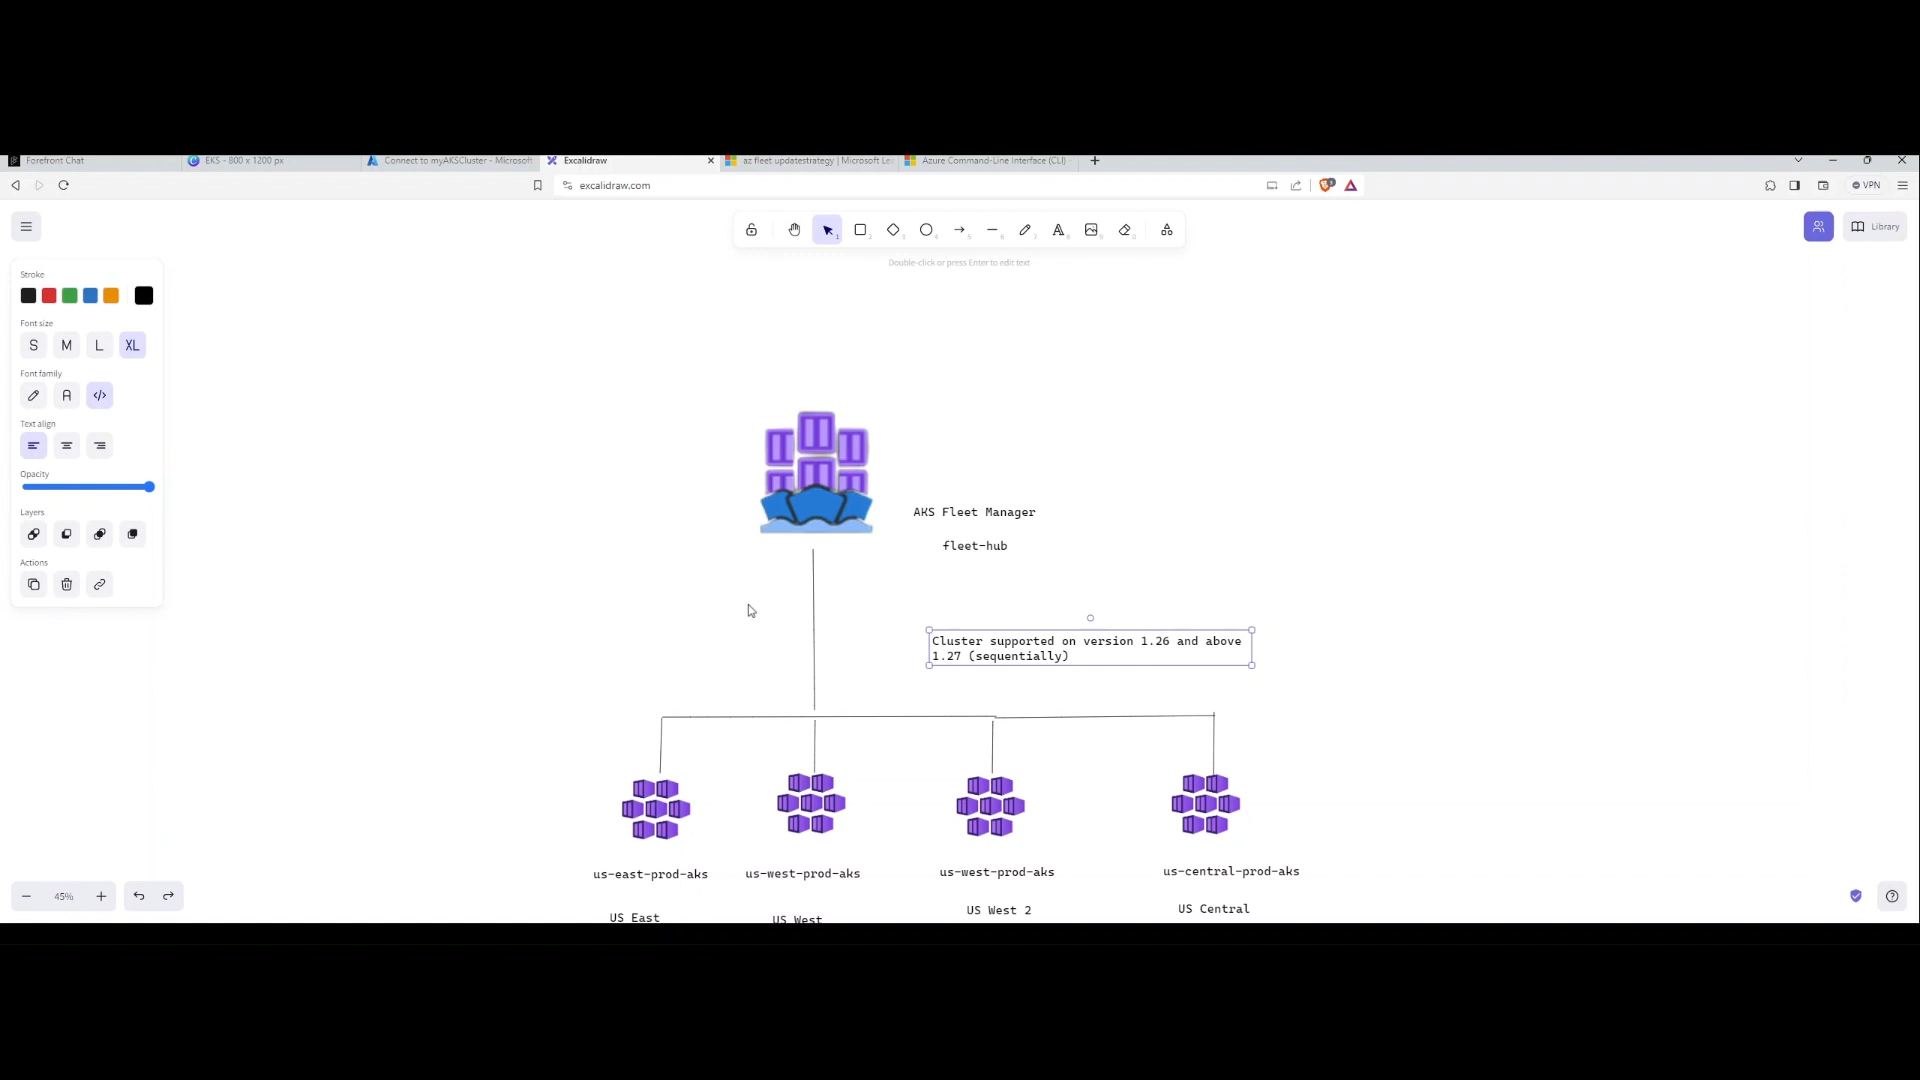 Forefront Chat
EKS - 800 x 1200 px
Connect to myAKSCluster - Microsoft
Excalidraw
az fleet updatestrategy | Microsoft Le
Azure Command-Line Interface (CLI) -
excalidraw.com
VPN
Library
Double-click or press Enter to edit text
Stroke
Font size
S M L XL
Font family
Text align
Opacity
Layers
Actions
AKS Fleet Manager
fleet-hub
Cluster supported on version 1.26 and above
1.27 (sequentially)
us-east-prod-aks
us-west-prod-aks
us-west-prod-aks
us-central-prod-aks
US East
US West
US West 2
US Central
45%